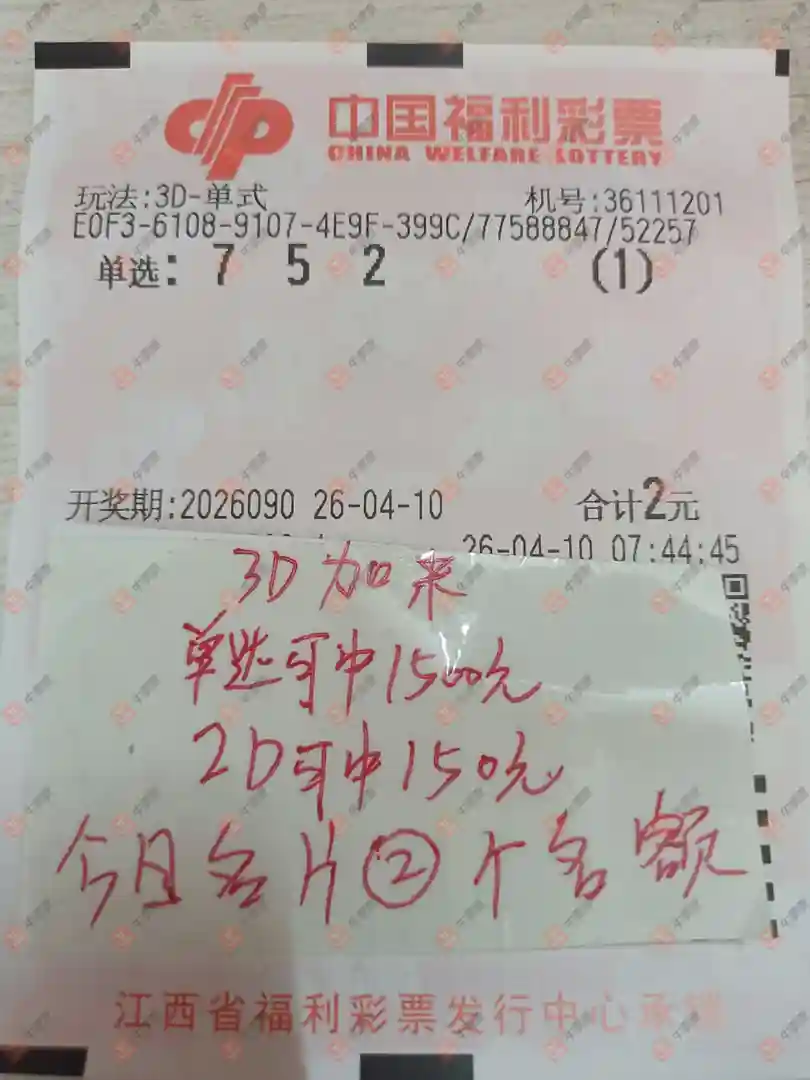 中国福利彩票
CHINA WELFARE LOTTERY
玩法:3D-单式 机号:36111201
E0F3-6108-9107-4E9F-399C/77588847/52257
单选: 7 5 2 (1)
开奖期:2026090 26-04-10 合计2元
26-04-10 07:44:45
3D加来
单选可中1500元
2D可中150元
今日名片②个名额
江西省福利彩票发行中心承销